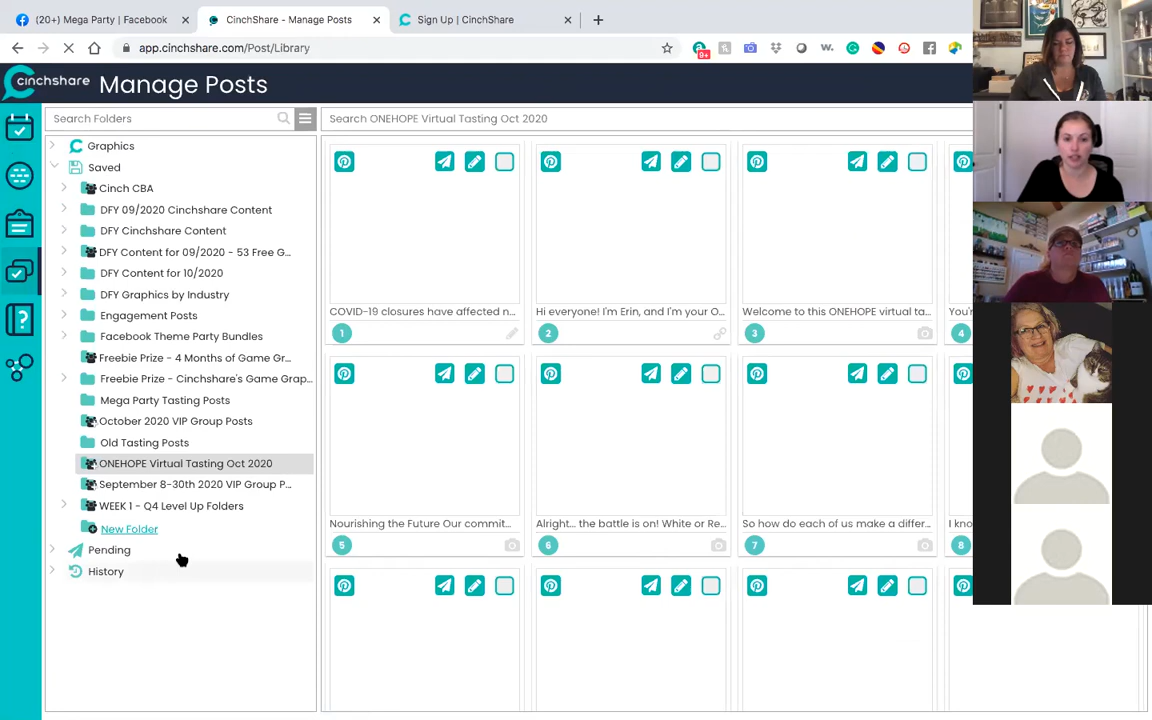 (20+) Mega Party | Facebook
CinchShare - Manage Posts
Sign Up | CinchShare
app.cinchshare.com/Post/Library
9+
cinchshare
Manage Posts
Search Folders
Search ONEHOPE Virtual Tasting Oct 2020
Graphics
Saved
Cinch CBA
DFY 09/2020 Cinchshare Content
DFY Cinchshare Content
DFY Content for 09/2020 - 53 Free G...
DFY Content for 10/2020
DFY Graphics by Industry
Engagement Posts
Facebook Theme Party Bundles
Freebie Prize - 4 Months of Game Gr...
Freebie Prize - Cinchshare's Game Grap...
Mega Party Tasting Posts
October 2020 VIP Group Posts
Old Tasting Posts
ONEHOPE Virtual Tasting Oct 2020
September 8-30th 2020 VIP Group P...
WEEK 1 - Q4 Level Up Folders
New Folder
Pending
History
COVID-19 closures have affected n...
Hi everyone! I'm Erin, and I'm your O...
Welcome to this ONEHOPE virtual ta...
You'r
1
2
3
4
Nourishing the Future Our commit...
Alright... the battle is on! White or Re...
So how do each of us make a differ...
I kno
5
6
7
8